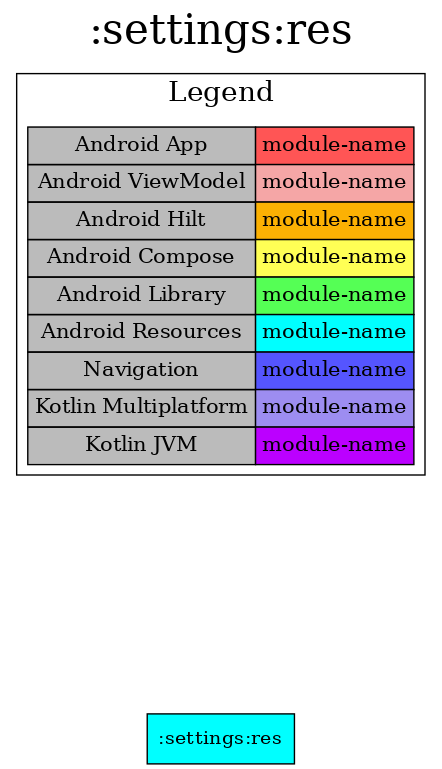 :settings:res
Legend
Android App module-name
Android ViewModel module-name
Android Hilt module-name
Android Compose module-name
Android Library module-name
Android Resources module-name
Navigation module-name
Kotlin Multiplatform module-name
Kotlin JVM module-name
:settings:res